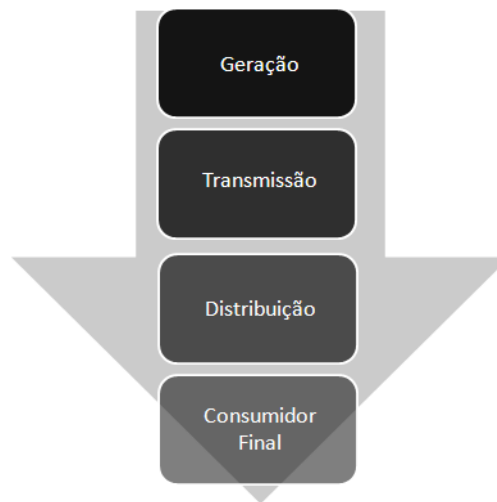 Geração
Transmissão
Distribuição
Consumidor
Final